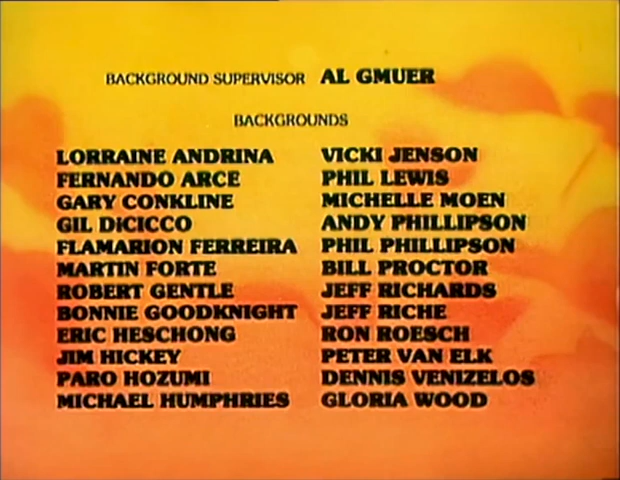 BACKGROUND SUPERVISOR AL GMUER
BACKGROUNDS
LORRAINE ANDRINA VICKI JENSON
FERNANDO ARCE PHIL LEWIS
GARY CONKLINE MICHELLE MOEN
GIL DiCICCO ANDY PHILLIPSON
FLAMARION FERREIRA PHIL PHILLIPSON
MARTIN FORTE BILL PROCTOR
ROBERT GENTLE JEFF RICHARDS
BONNIE GOODKNIGHT JEFF RICHE
ERIC HESCHONG RON ROESCH
JIM HICKEY PETER VAN ELK
PARO HOZUMI DENNIS VENIZELOS
MICHAEL HUMPHRIES GLORIA WOOD